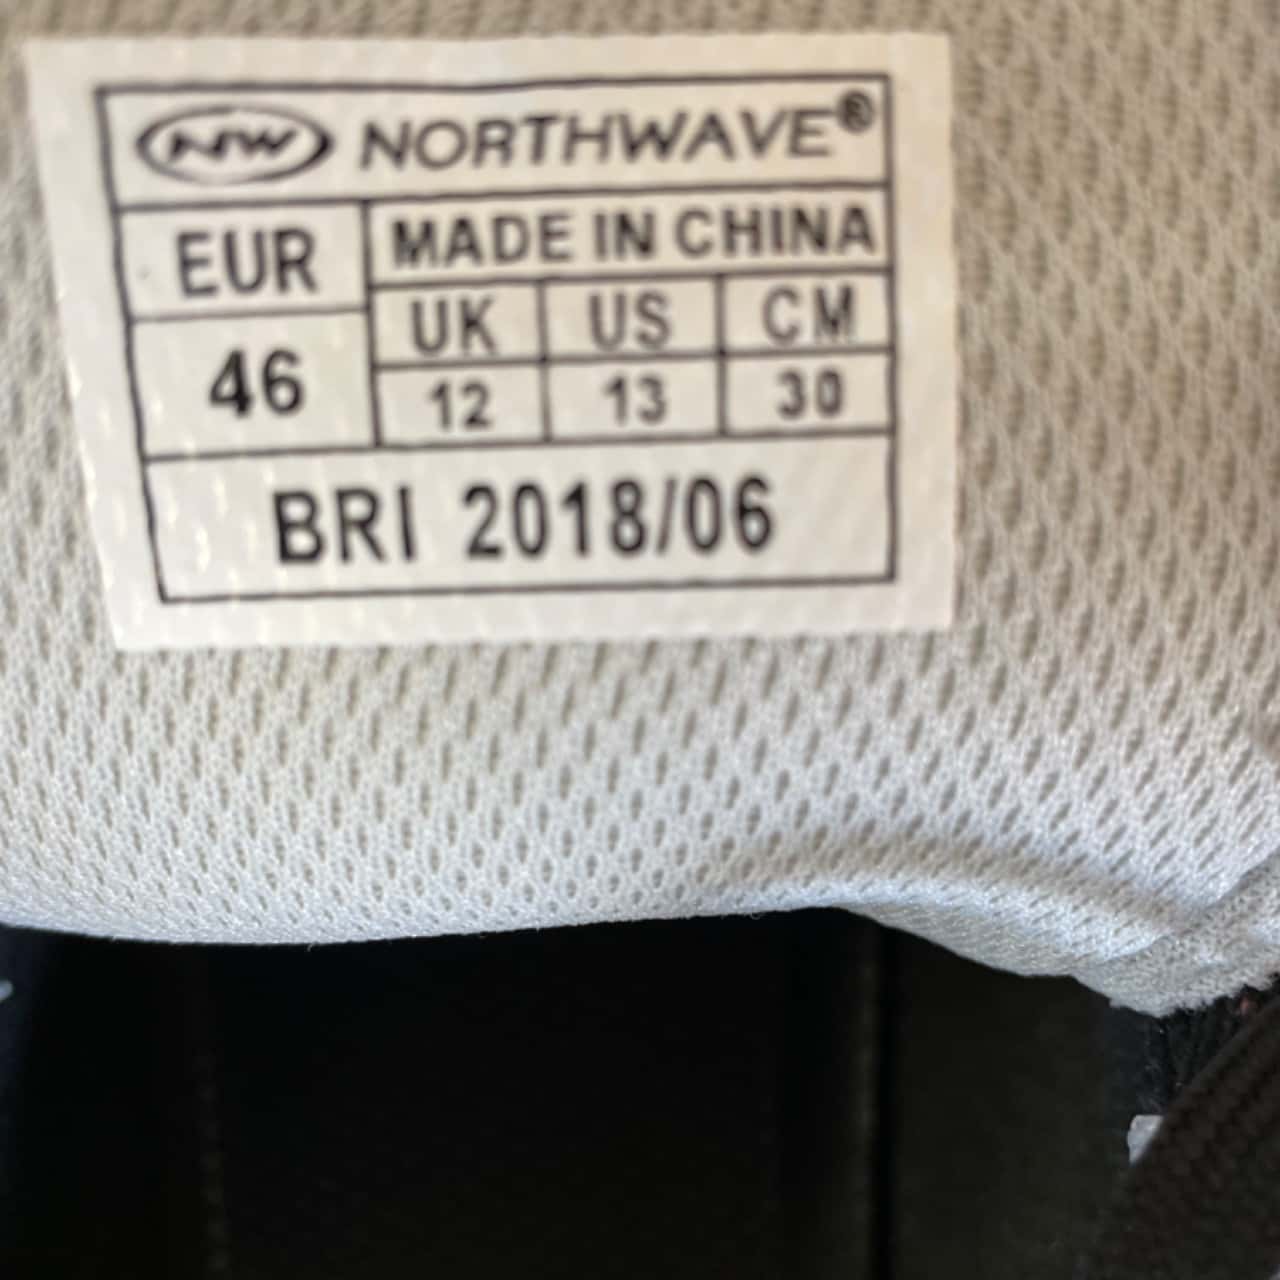 NW NORTHWAVE®
EUR MADE IN CHINA
UK US CM
46 12 13 30
BRI 2018/06